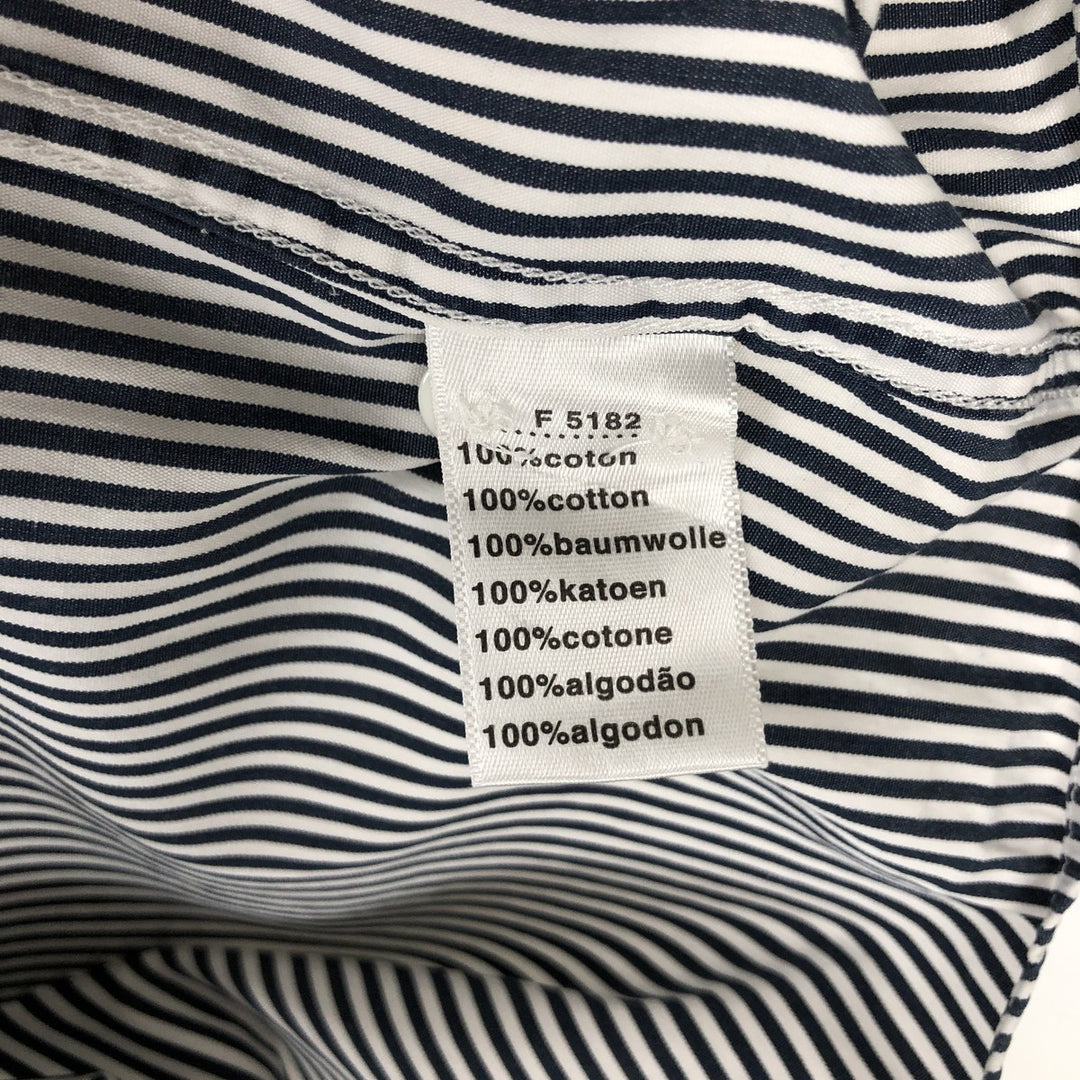 F 5182
100%coton
100%cotton
100%baumwolle
100%katoen
100%cotone
100%algodão
100%algodon